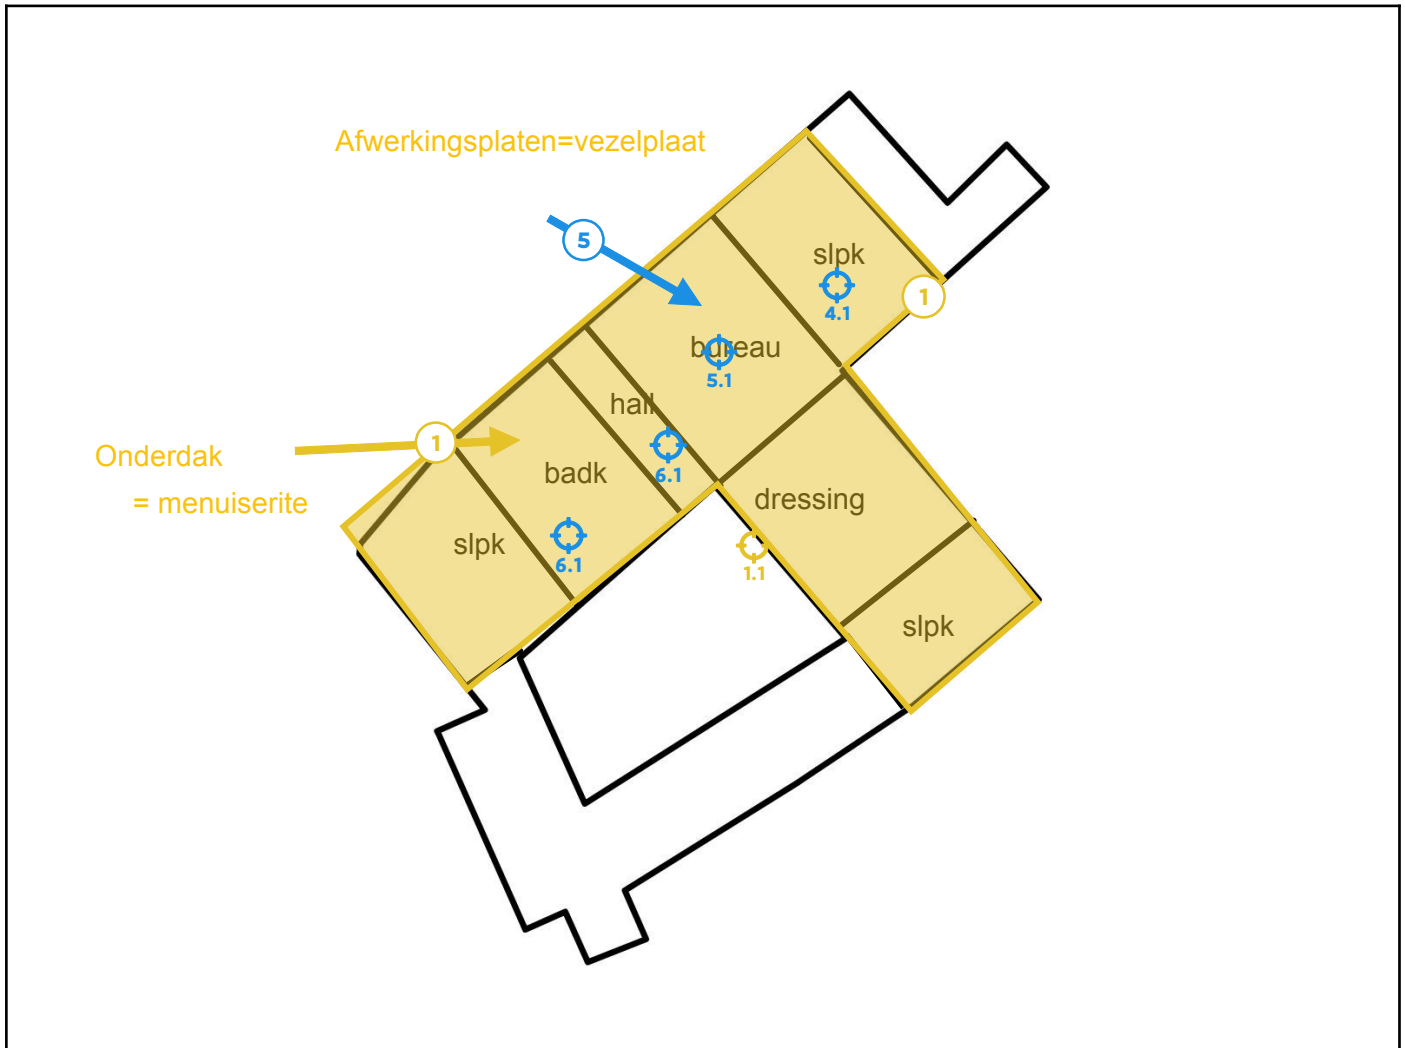 Afwerkingsplaten=vezelplaat
5
slpk
4.1
1
bureau
5.1
hall
6.1
1
Onderdak
= menuiserite
badk
6.1
slpk
dressing
1.1
slpk